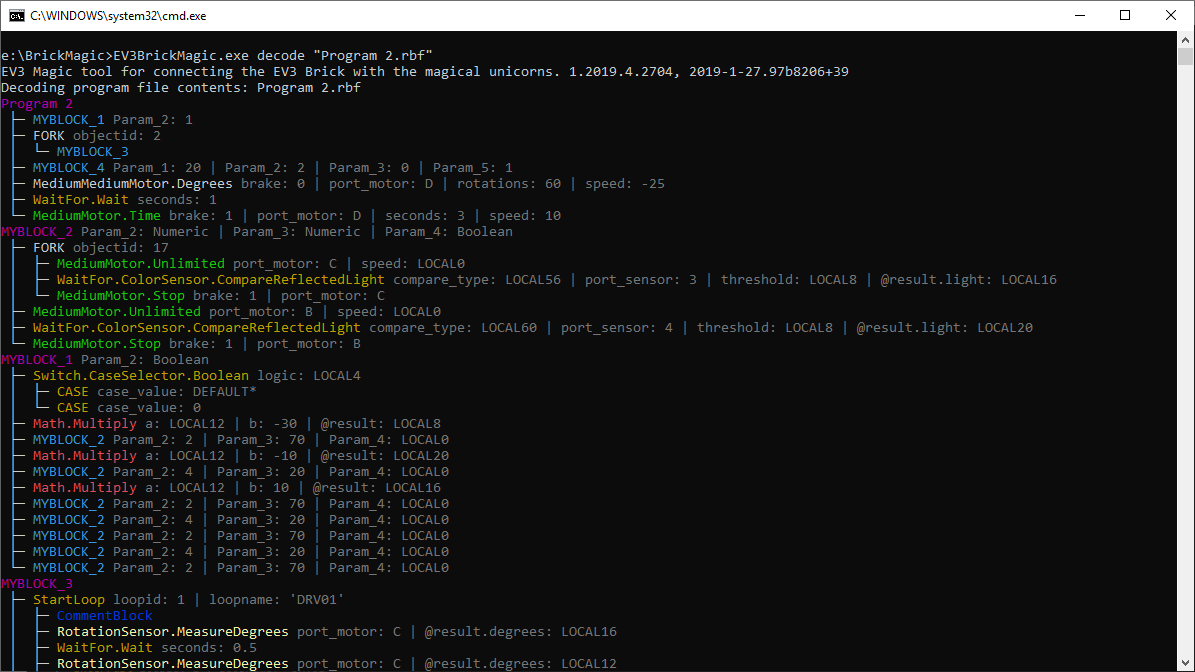 C:\WINDOWS\system32\cmd.exe
e:\BrickMagic>EV3BrickMagic.exe decode "Program 2.rbf"
EV3 Magic tool for connecting the EV3 Brick with the magical unicorns. 1.2019.4.2704, 2019-1-27.97b8206+39
Decoding program file contents: Program 2.rbf
Program 2
MYBLOCK_1 Param_2: 1
FORK objectid: 2
MYBLOCK_3
MYBLOCK_4 Param_1: 20 | Param_2: 2 | Param_3: 0 | Param_5: 1
MediumMediumMotor.Degrees brake: 0 | port_motor: D | rotations: 60 | speed: -25
WaitFor.Wait seconds: 1
MediumMotor.Time brake: 1 | port_motor: D | seconds: 3 | speed: 10
MYBLOCK_2 Param_2: Numeric | Param_3: Numeric | Param_4: Boolean
FORK objectid: 17
MediumMotor.Unlimited port_motor: C | speed: LOCAL0
WaitFor.ColorSensor.CompareReflectedLight compare_type: LOCAL56 | port_sensor: 3 | threshold: LOCAL8 | @result.light: LOCAL16
MediumMotor.Stop brake: 1 | port_motor: C
MediumMotor.Unlimited port_motor: B | speed: LOCAL0
WaitFor.ColorSensor.CompareReflectedLight compare_type: LOCAL60 | port_sensor: 4 | threshold: LOCAL8 | @result.light: LOCAL20
MediumMotor.Stop brake: 1 | port_motor: B
MYBLOCK_1 Param_2: Boolean
Switch.CaseSelector.Boolean logic: LOCAL4
CASE case_value: DEFAULT*
CASE case_value: 0
Math.Multiply a: LOCAL12 | b: -30 | @result: LOCAL8
MYBLOCK_2 Param_2: 2 | Param_3: 70 | Param_4: LOCAL0
Math.Multiply a: LOCAL12 | b: -10 | @result: LOCAL20
MYBLOCK_2 Param_2: 4 | Param_3: 20 | Param_4: LOCAL0
Math.Multiply a: LOCAL12 | b: 10 | @result: LOCAL16
MYBLOCK_2 Param_2: 2 | Param_3: 70 | Param_4: LOCAL0
MYBLOCK_2 Param_2: 4 | Param_3: 20 | Param_4: LOCAL0
MYBLOCK_2 Param_2: 2 | Param_3: 70 | Param_4: LOCAL0
MYBLOCK_2 Param_2: 4 | Param_3: 20 | Param_4: LOCAL0
MYBLOCK_2 Param_2: 2 | Param_3: 70 | Param_4: LOCAL0
MYBLOCK_3
StartLoop loopid: 1 | loopname: 'DRV01'
CommentBlock
RotationSensor.MeasureDegrees port_motor: C | @result.degrees: LOCAL16
WaitFor.Wait seconds: 0.5
RotationSensor.MeasureDegrees port_motor: C | @result.degrees: LOCAL12